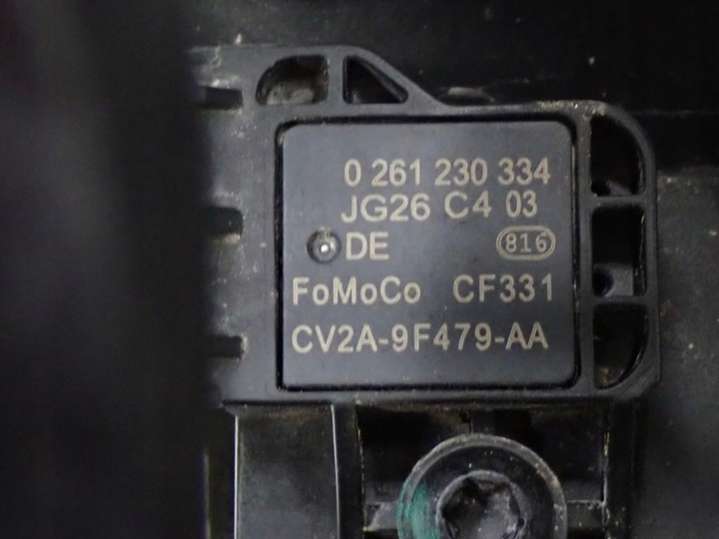 0 261 230 334
JG26 C4 03
DE 816
FoMoCo CF331
CV2A-9F479-AA